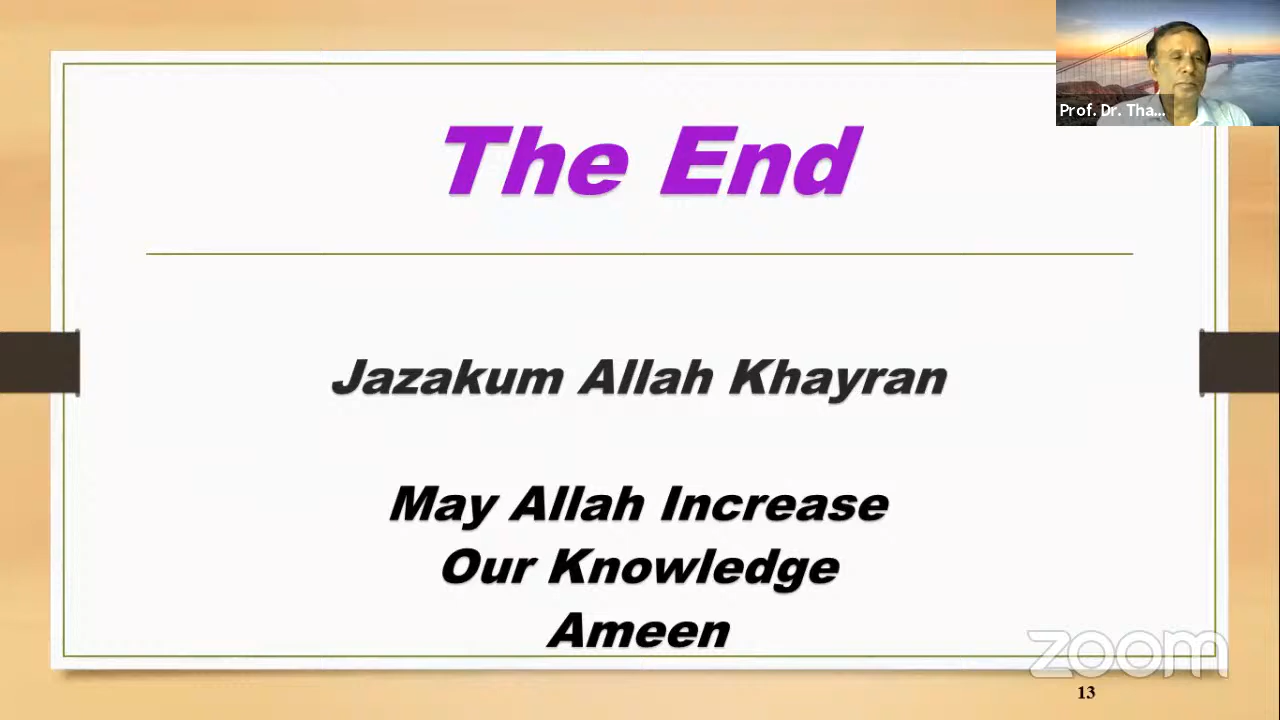 The End
Prof. Dr. Tha...
Jazakum Allah Khayran
May Allah Increase
Our Knowledge
Ameen
zoom
13